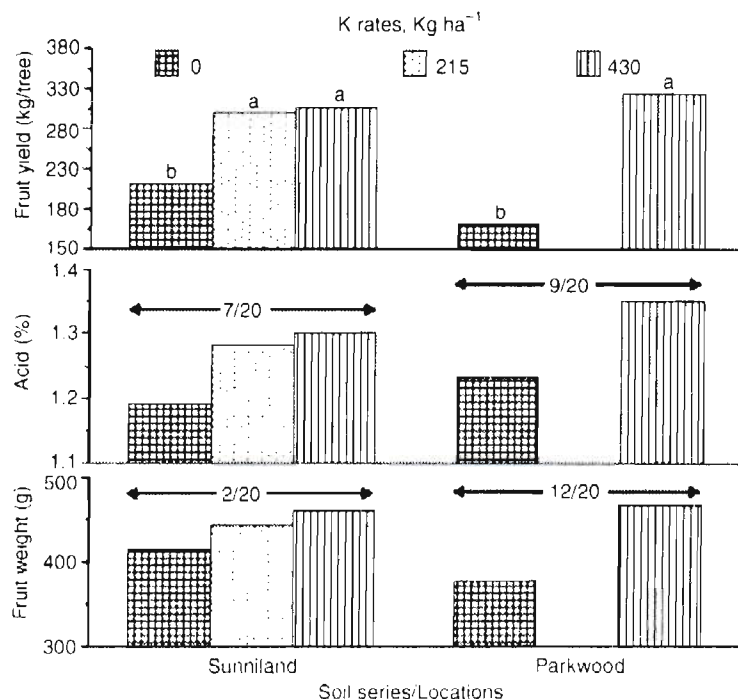 K rates, Kg ha⁻¹
0 215 430
Fruit yield (kg/tree)
380
330
280
230
180
150
b a a b a
Acid (%)
1.4
1.3
1.2
1.1
7/20 9/20
Fruit weight (g)
500
400
300
2/20 12/20
Sunniland Parkwood
Soil series/Locations